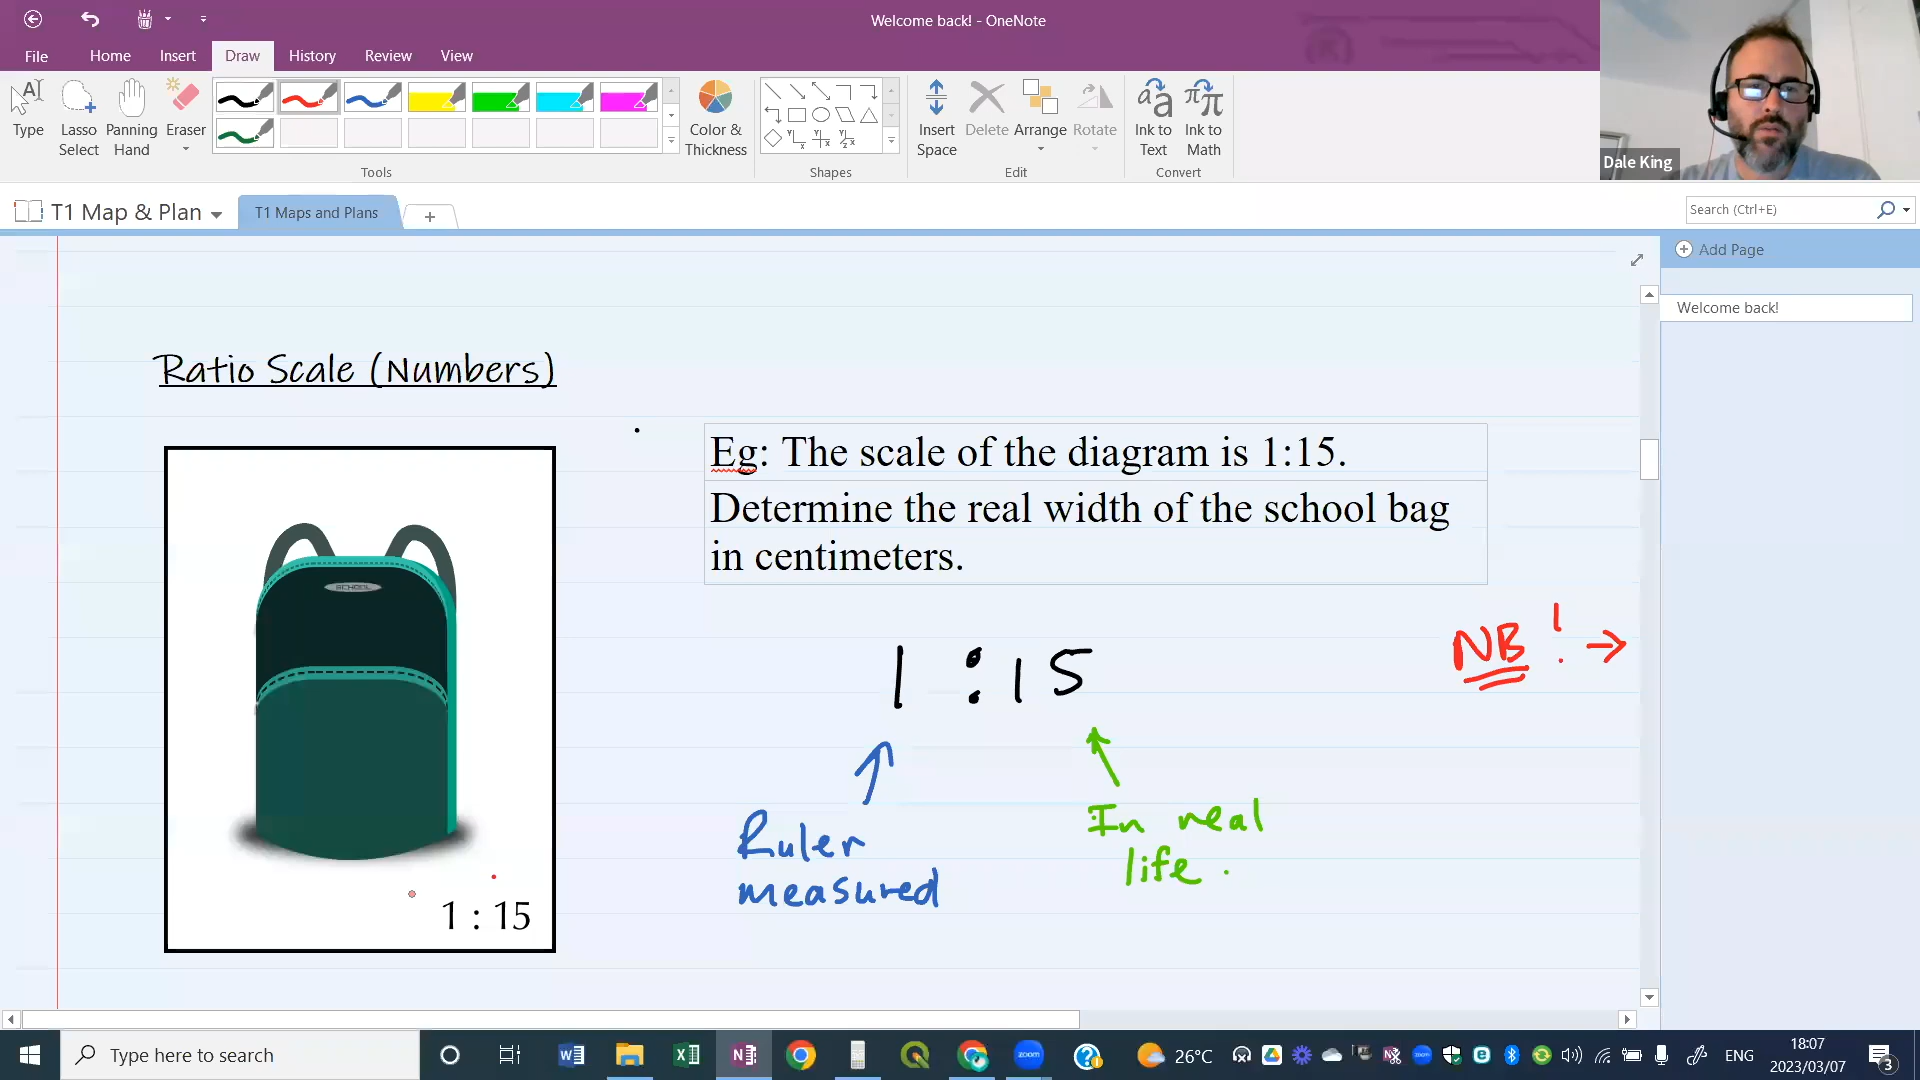 Welcome back! - OneNote
File Home Insert Draw History Review View
Type
Lasso Select
Panning Hand
Eraser
Color & Thickness
Insert Space
Delete
Arrange
Rotate
Ink to Text
Ink to Math
Tools
Shapes
Edit
Convert
Dale King
T1 Map & Plan
T1 Maps and Plans
Search (Ctrl+E)
Add Page
Welcome back!
Ratio Scale (Numbers)
Eg: The scale of the diagram is 1:15.
Determine the real width of the school bag
in centimeters.
SCHOOL
1 : 15
NB ! →
1 : 15
Ruler
measured
In real
life.
Type here to search
zoom
26°C
ENG
18:07
2023/03/07
3